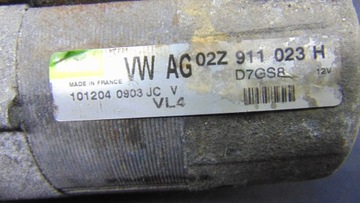 VW AG 02Z 911 023 H
MADE IN FRANCE
D7GS8 12V
101204 0903 JC V
VL4